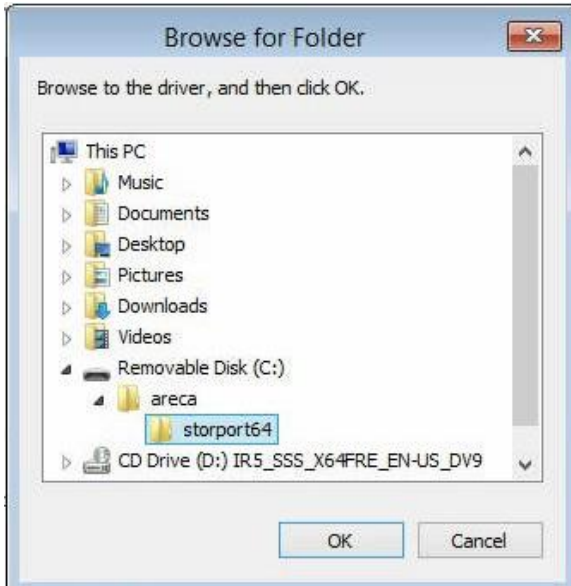 Browse for Folder
Browse to the driver, and then click OK.
This PC
Music
Documents
Desktop
Pictures
Downloads
Videos
Removable Disk (C:)
areca
storport64
CD Drive (D:) IR5_SSS_X64FRE_EN-US_DV9
OK Cancel